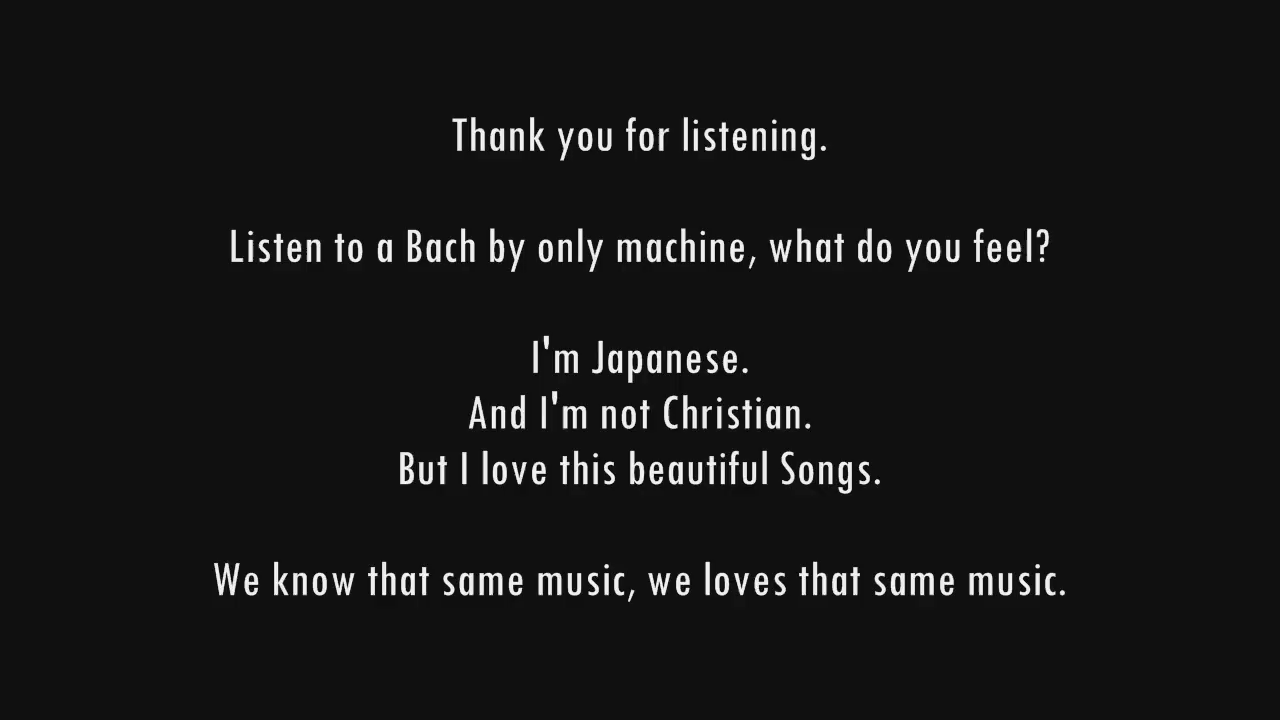 Thank you for listening.
Listen to a Bach by only machine, what do you feel?
I'm Japanese.
And I'm not Christian.
But I love this beautiful Songs.
We know that same music, we loves that same music.